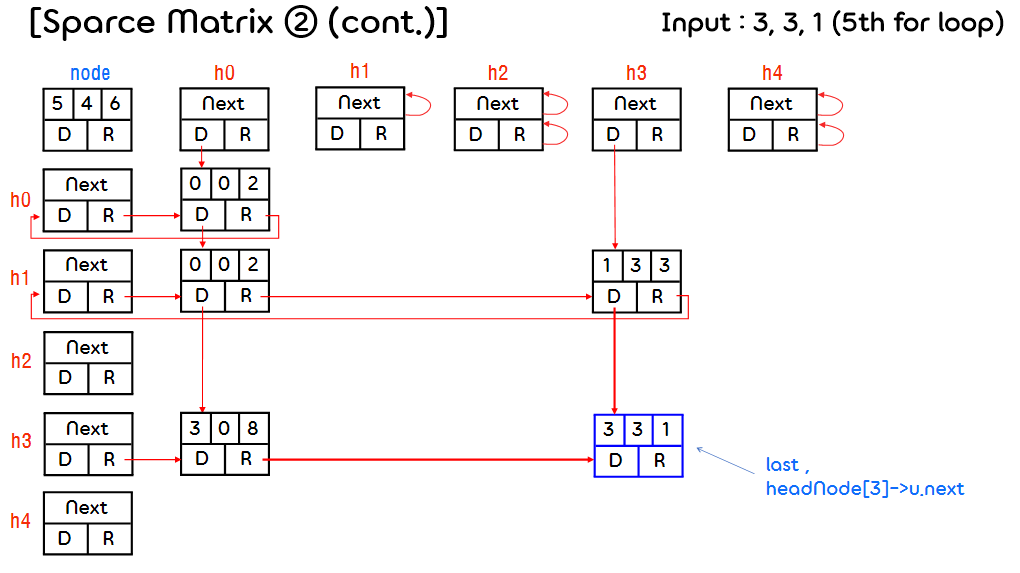 [Sparce Matrix ② (cont.)]
Input : 3, 3, 1 (5th for loop)
node h0 h1 h2 h3 h4
5 4 6 Next Next Next Next Next
D R D R D R D R D R D R
h0 Next 0 0 2
D R D R
h1 Next 0 0 2 1 3 3
D R D R D R
h2 Next
D R
h3 Next 3 0 8 3 3 1
D R D R D R
last ,
headNode[3]->u.next
h4 Next
D R